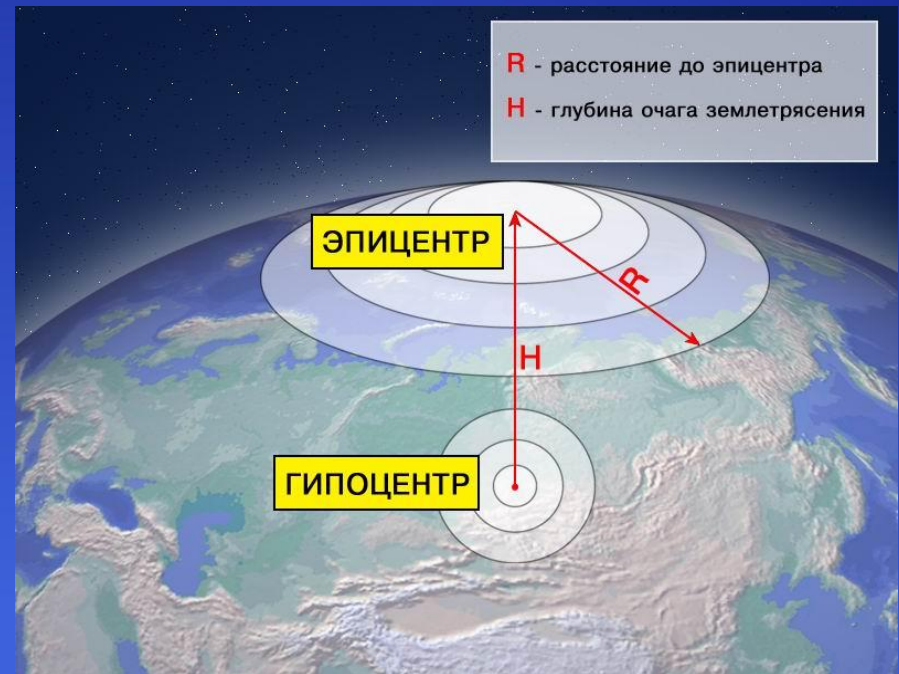 R - расстояние до эпицентра
H - глубина очага землетрясения
ЭПИЦЕНТР
R
H
ГИПОЦЕНТР